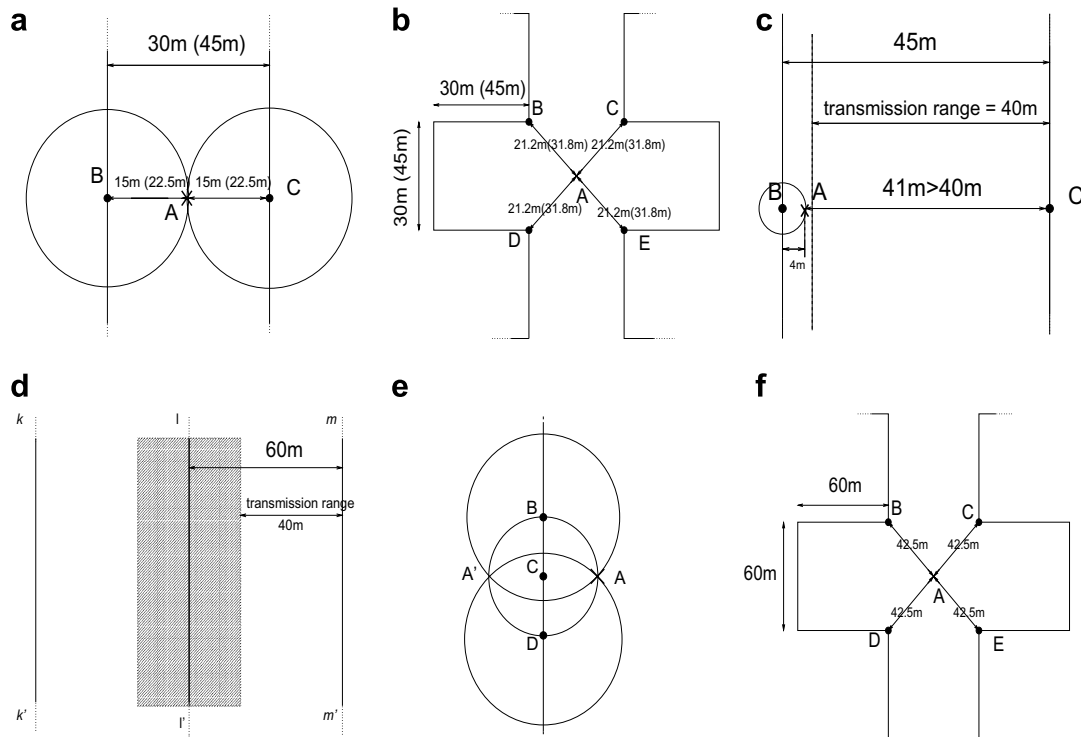 a
30m (45m)
B
15m (22.5m)
15m (22.5m)
A
C
b
30m (45m)
B
C
30m (45m)
21.2m(31.8m)
21.2m(31.8m)
A
21.2m(31.8m)
21.2m(31.8m)
D
E
c
45m
transmission range = 40m
B
A
41m>40m
C
4m
d
k
l
m
60m
transmission range
40m
k'
l'
m'
e
B
A'
C
A
D
f
60m
B
C
42.5m
42.5m
60m
A
42.5m
42.5m
D
E